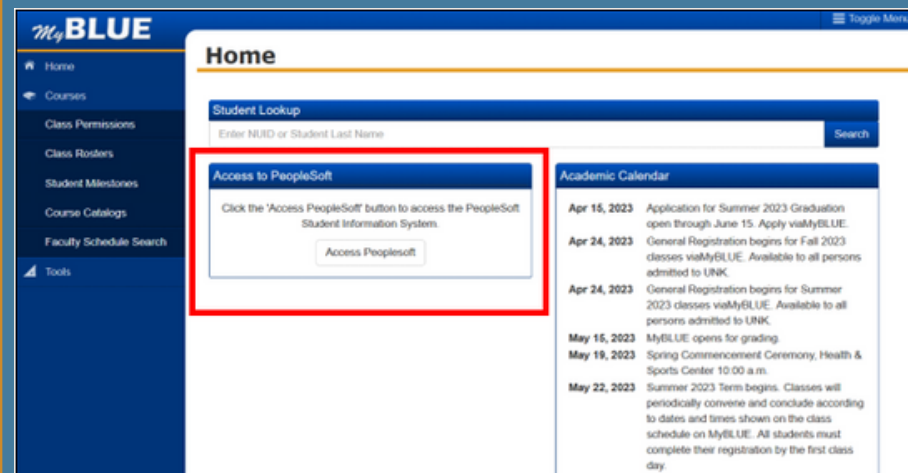 MyBLUE
Toggle Menu
Home
Courses
Class Permissions
Class Rosters
Student Milestones
Course Catalogs
Faculty Schedule Search
Tools
Home
Student Lookup
Enter NUID or Student Last Name
Search
Access to PeopleSoft
Click the 'Access PeopleSoft' button to access the PeopleSoft
Student Information System.
Access Peoplesoft
Academic Calendar
Apr 15, 2023 Application for Summer 2023 Graduation
open through June 15. Apply viaMyBLUE.
Apr 24, 2023 General Registration begins for Fall 2023
classes viaMyBLUE. Available to all persons
admitted to UNK.
Apr 24, 2023 General Registration begins for Summer
2023 classes viaMyBLUE. Available to all
persons admitted to UNK.
May 15, 2023 MyBLUE opens for grading.
May 19, 2023 Spring Commencement Ceremony, Health &
Sports Center 10:00 a.m.
May 22, 2023 Summer 2023 Term begins. Classes will
periodically convene and conclude according
to dates and times shown on the class
schedule on MyBLUE. All students must
complete their registration by the first class
day.